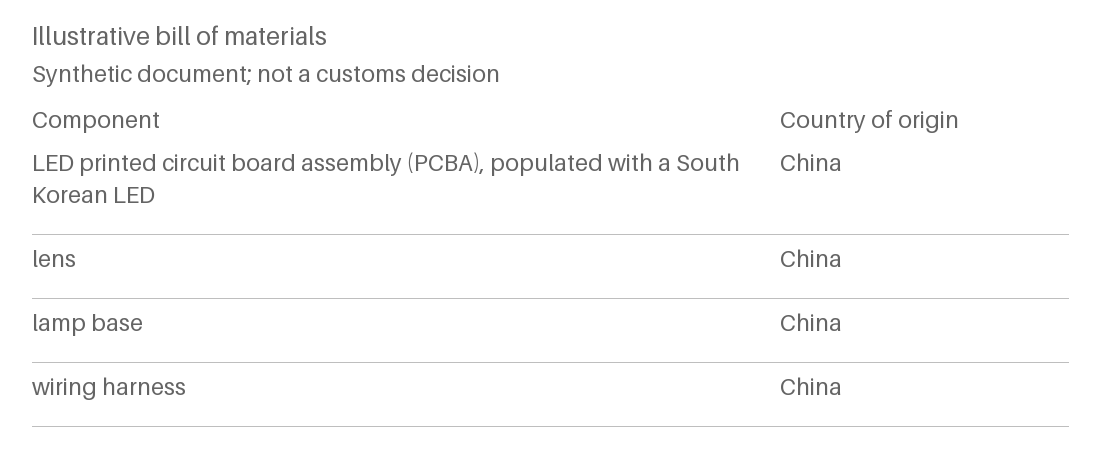 Illustrative bill of materials
Synthetic document; not a customs decision
Component Country of origin
LED printed circuit board assembly (PCBA), populated with a South China
Korean LED
lens China
lamp base China
wiring harness China